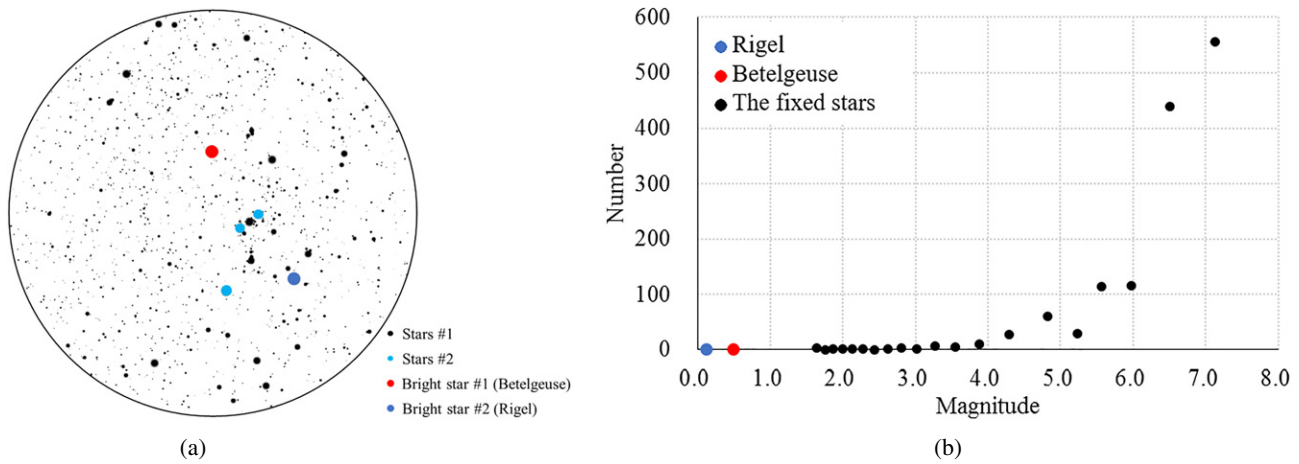 Stars #1
Stars #2
Bright star #1 (Betelgeuse)
Bright star #2 (Rigel)
(a)
600
500
400
300
200
100
0
Number
Rigel
Betelgeuse
The fixed stars
0.0 1.0 2.0 3.0 4.0 5.0 6.0 7.0 8.0
Magnitude
(b)